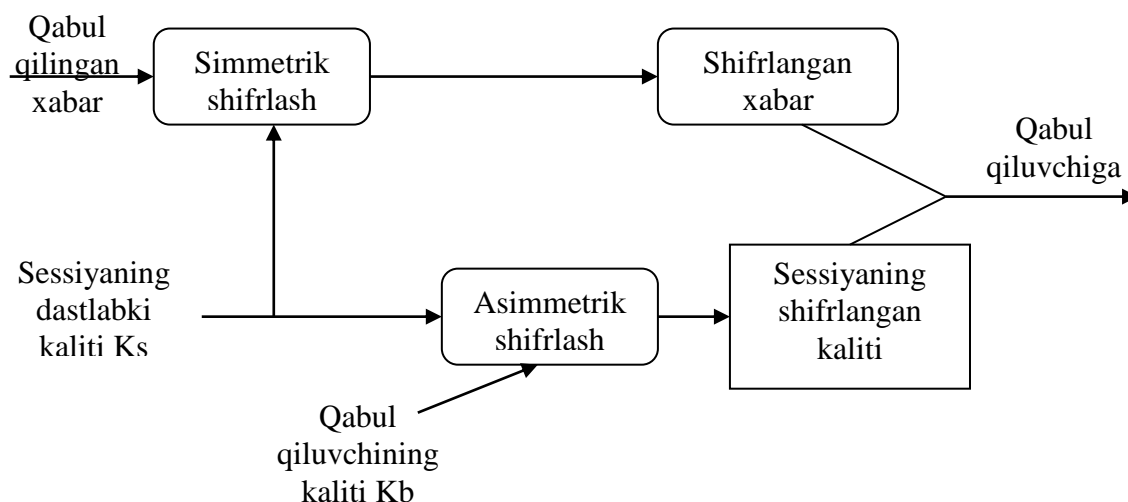 Qabul
qilingan
xabar
Simmetrik
shifrlash
Shifrlangan
xabar
Qabul
qiluvchiga
Sessiyaning
dastlabki
kaliti Ks
Asimmetrik
shifrlash
Sessiyaning
shifrlangan
kaliti
Qabul
qiluvchining
kaliti Kb